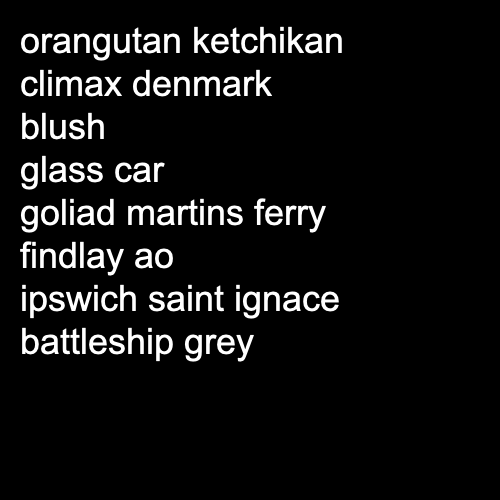 orangutan ketchikan
climax denmark
blush
glass car
goliad martins ferry
findlay ao
ipswich saint ignace
battleship grey